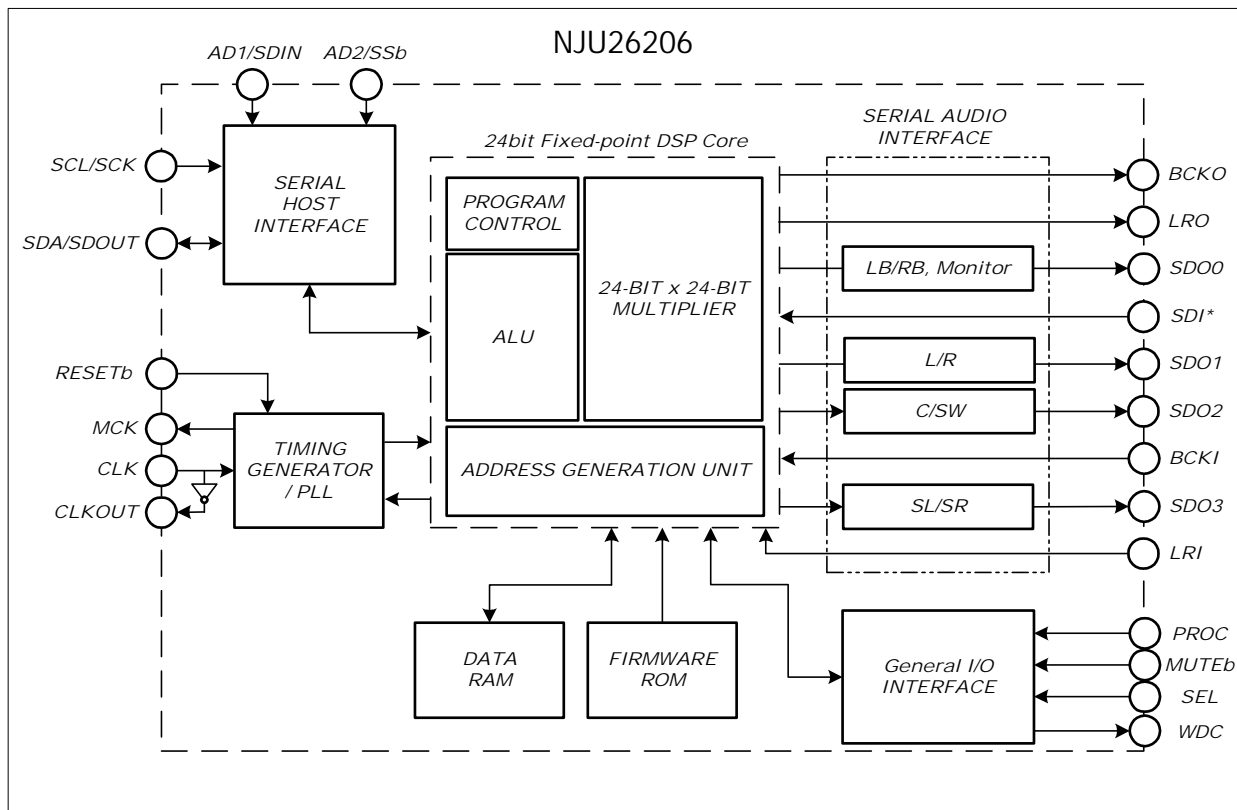 NJU26206
AD1/SDIN
AD2/SSb
SERIAL AUDIO
INTERFACE
24bit Fixed-point DSP Core
SCL/SCK
SERIAL
HOST
INTERFACE
SDA/SDOUT
PROGRAM
CONTROL
24-BIT x 24-BIT
MULTIPLIER
ALU
ADDRESS GENERATION UNIT
RESETb
MCK
CLK
CLKOUT
TIMING
GENERATOR
/ PLL
LB/RB, Monitor
L/R
C/SW
SL/SR
BCKO
LRO
SDO0
SDI*
SDO1
SDO2
BCKI
SDO3
LRI
DATA
RAM
FIRMWARE
ROM
General I/O
INTERFACE
PROC
MUTEb
SEL
WDC